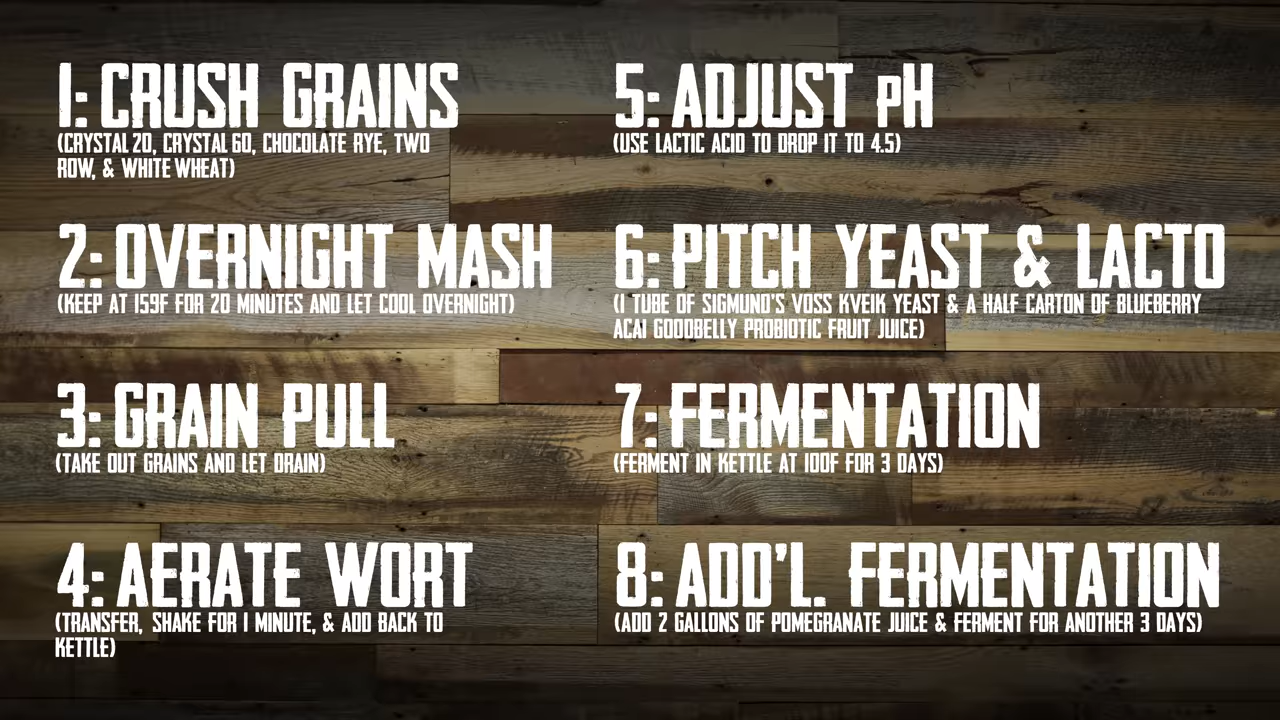 1: CRUSH GRAINS
(CRYSTAL 20, CRYSTAL 60, CHOCOLATE RYE, TWO
ROW, & WHITE WHEAT)
2: OVERNIGHT MASH
(KEEP AT 159F FOR 20 MINUTES AND LET COOL OVERNIGHT)
3: GRAIN PULL
(TAKE OUT GRAINS AND LET DRAIN)
4: AERATE WORT
(TRANSFER, SHAKE FOR 1 MINUTE, & ADD BACK TO
KETTLE)
5: ADJUST pH
(USE LACTIC ACID TO DROP IT TO 4.5)
6: PITCH YEAST & LACTO
(1 TUBE OF SIGMUND'S VOSS KVEIK YEAST & A HALF CARTON OF BLUEBERRY
ACAI GOODBELLY PROBIOTIC FRUIT JUICE)
7: FERMENTATION
(FERMENT IN KETTLE AT 100F FOR 3 DAYS)
8: ADD'L. FERMENTATION
(ADD 2 GALLONS OF POMEGRANATE JUICE & FERMENT FOR ANOTHER 3 DAYS)